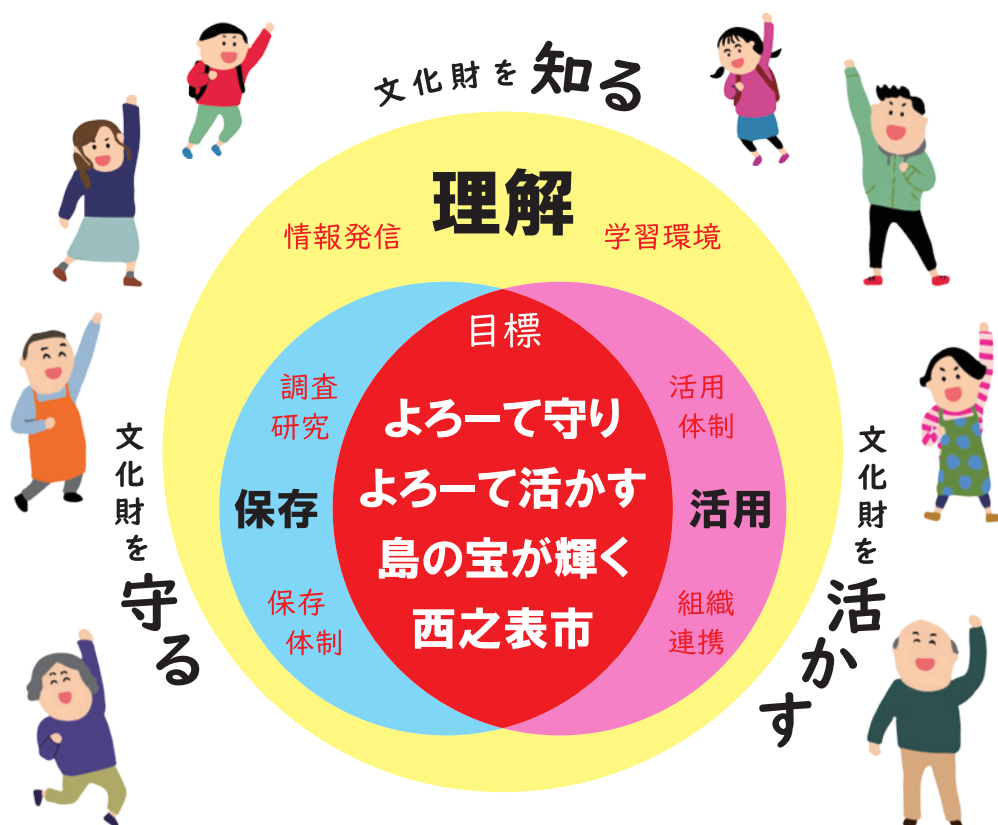 文化財を知る
理解
情報発信
学習環境
目標
よろーて守り
よろーて活かす
島の宝が輝く
西之表市
調査
研究
保存
保存
体制
活用
体制
活用
組織
連携
文化財を守る
文化財を活かす